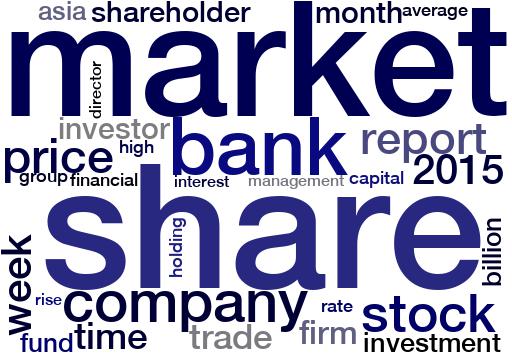 asia shareholder month average
market
director
investor high bank report
price 2015
group financial interest management capital
share
holding
week billion
rise company rate stock
fund time trade firm investment